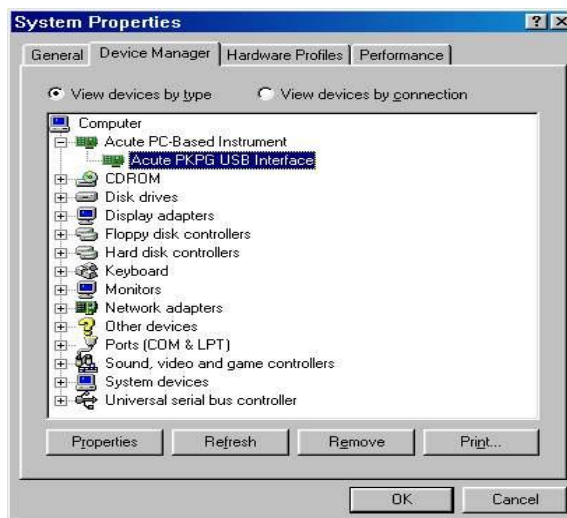 System Properties
General Device Manager Hardware Profiles Performance
View devices by type View devices by connection
Computer
Acute PC-Based Instrument
Acute PKPG USB Interface
CDROM
Disk drives
Display adapters
Floppy disk controllers
Hard disk controllers
Keyboard
Monitors
Network adapters
Other devices
Ports (COM & LPT)
Sound, video and game controllers
System devices
Universal serial bus controller
Properties Refresh Remove Print...
OK Cancel